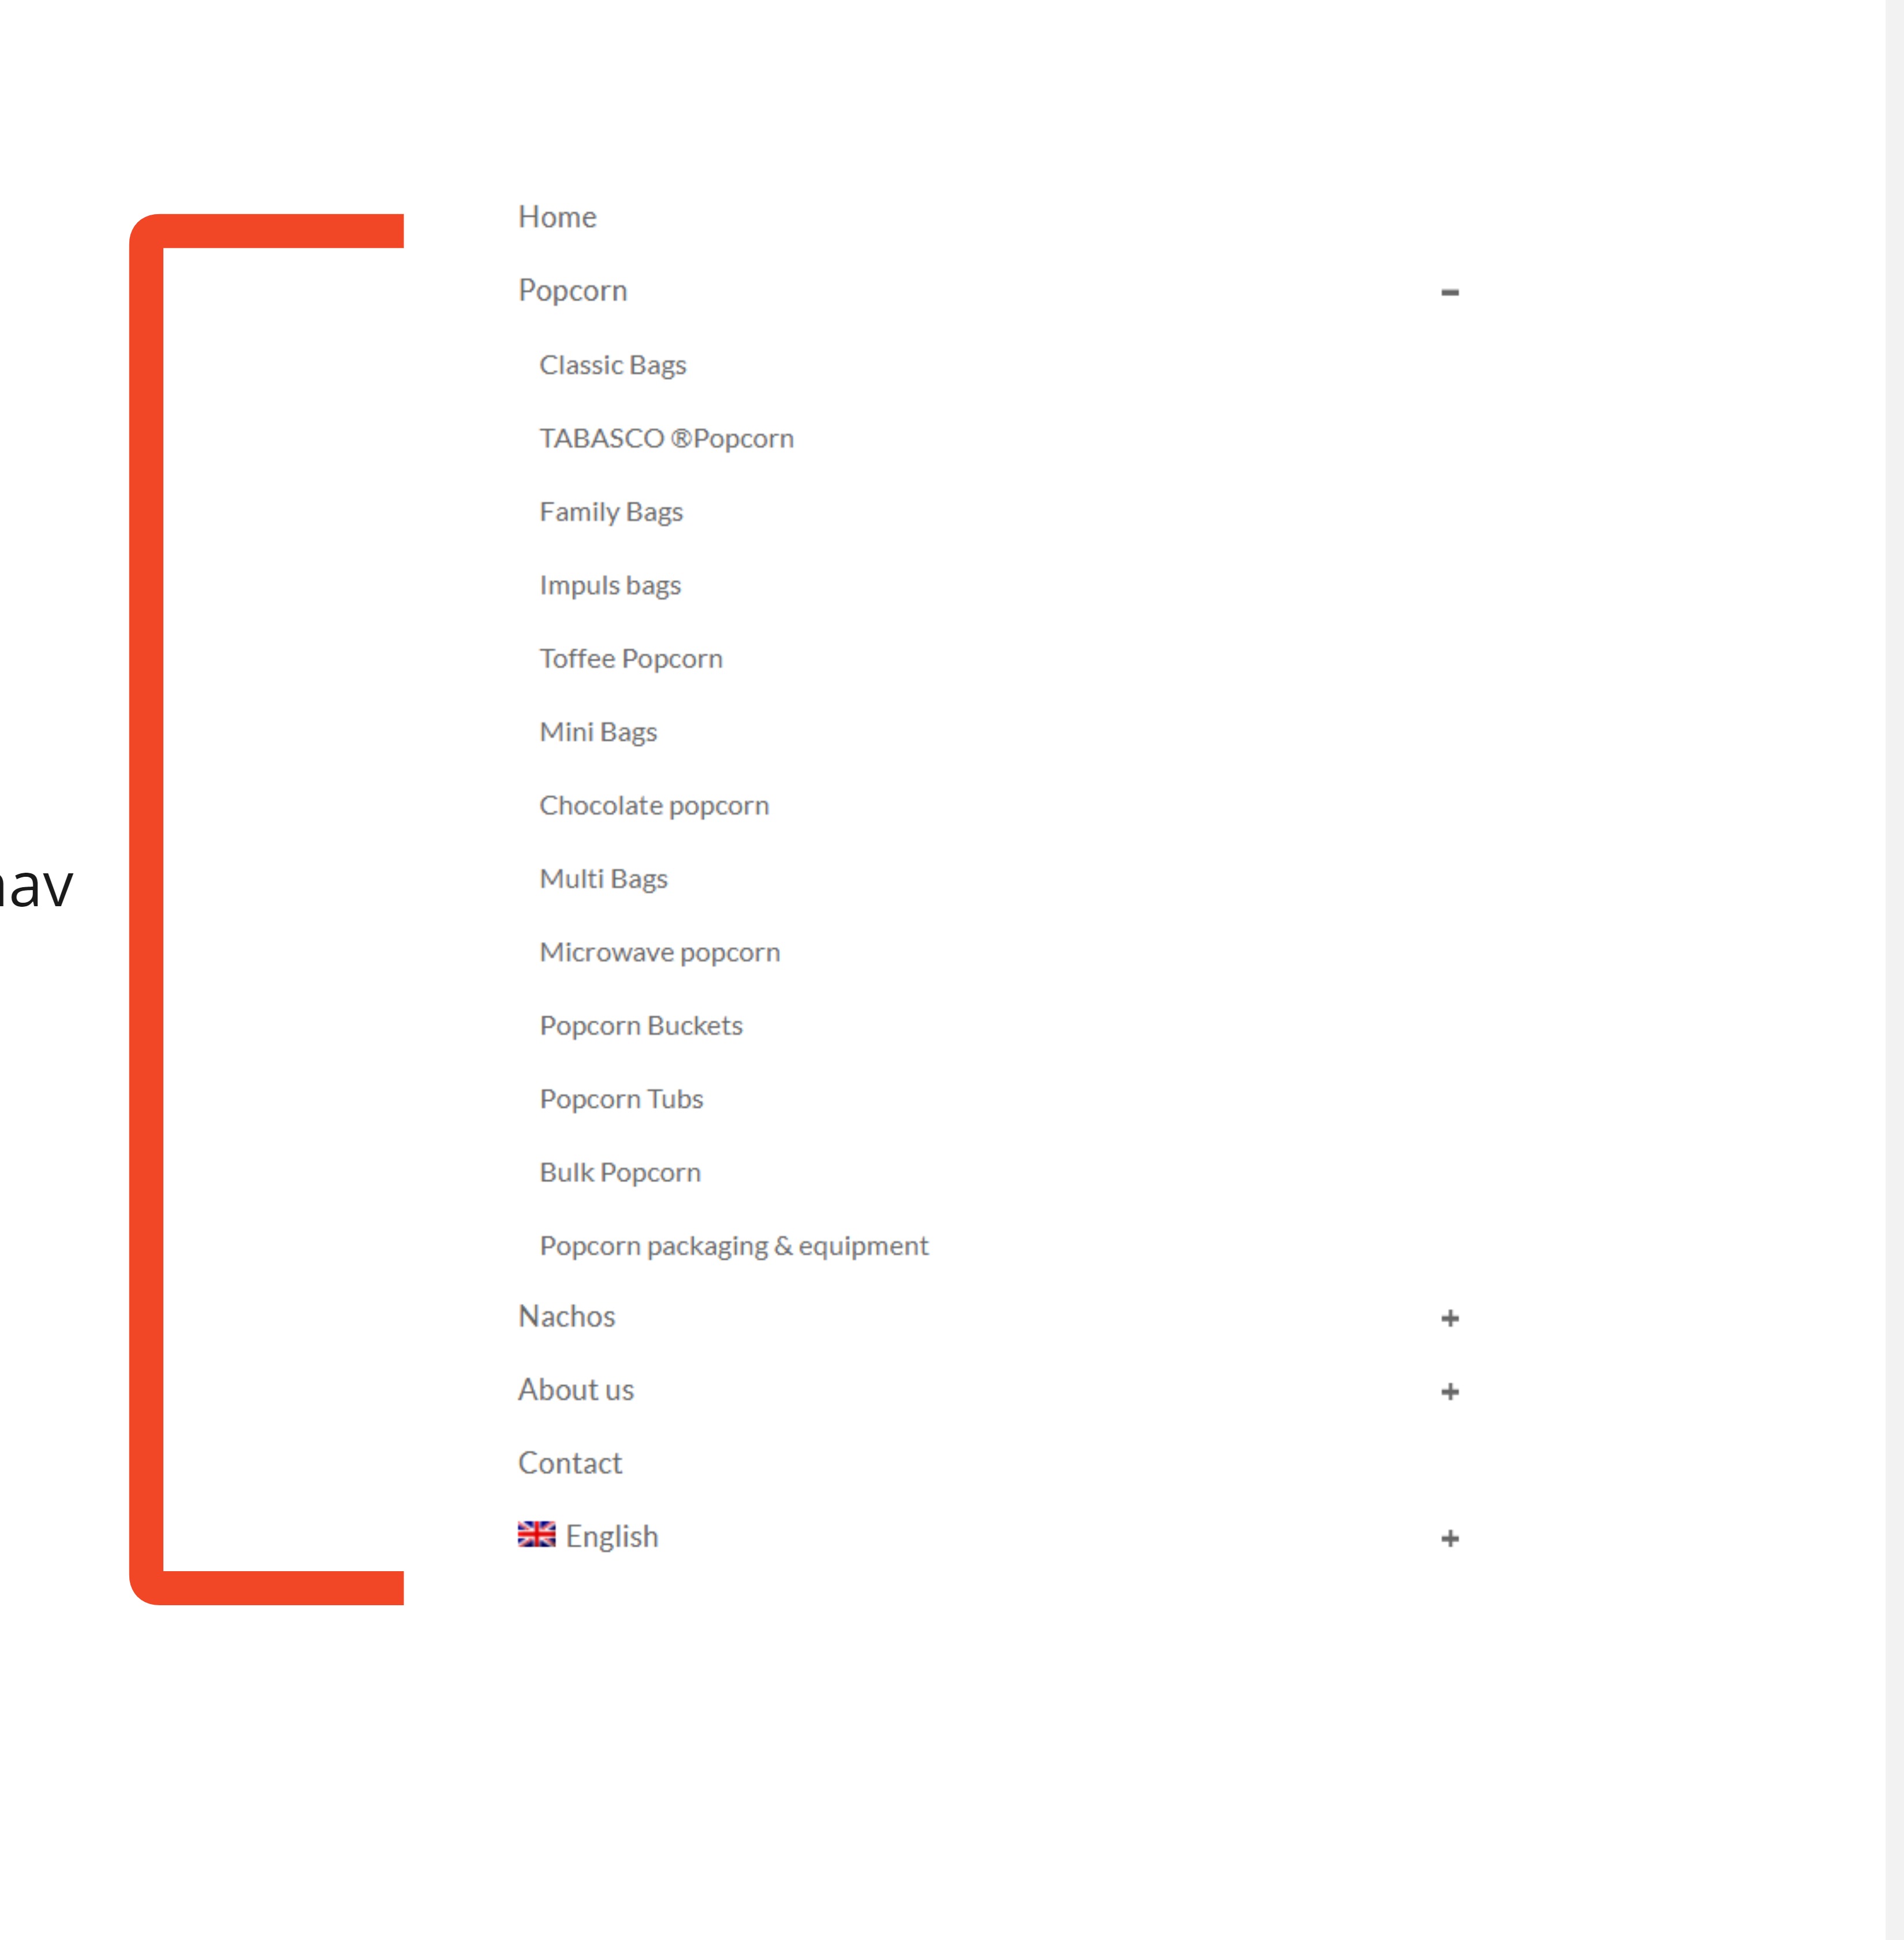 Home
Popcorn
Classic Bags
TABASCO ®Popcorn
Family Bags
Impuls bags
Toffee Popcorn
Mini Bags
Chocolate popcorn
Multi Bags
nav
Microwave popcorn
Popcorn Buckets
Popcorn Tubs
Bulk Popcorn
Popcorn packaging & equipment
Nachos
About us
Contact
English